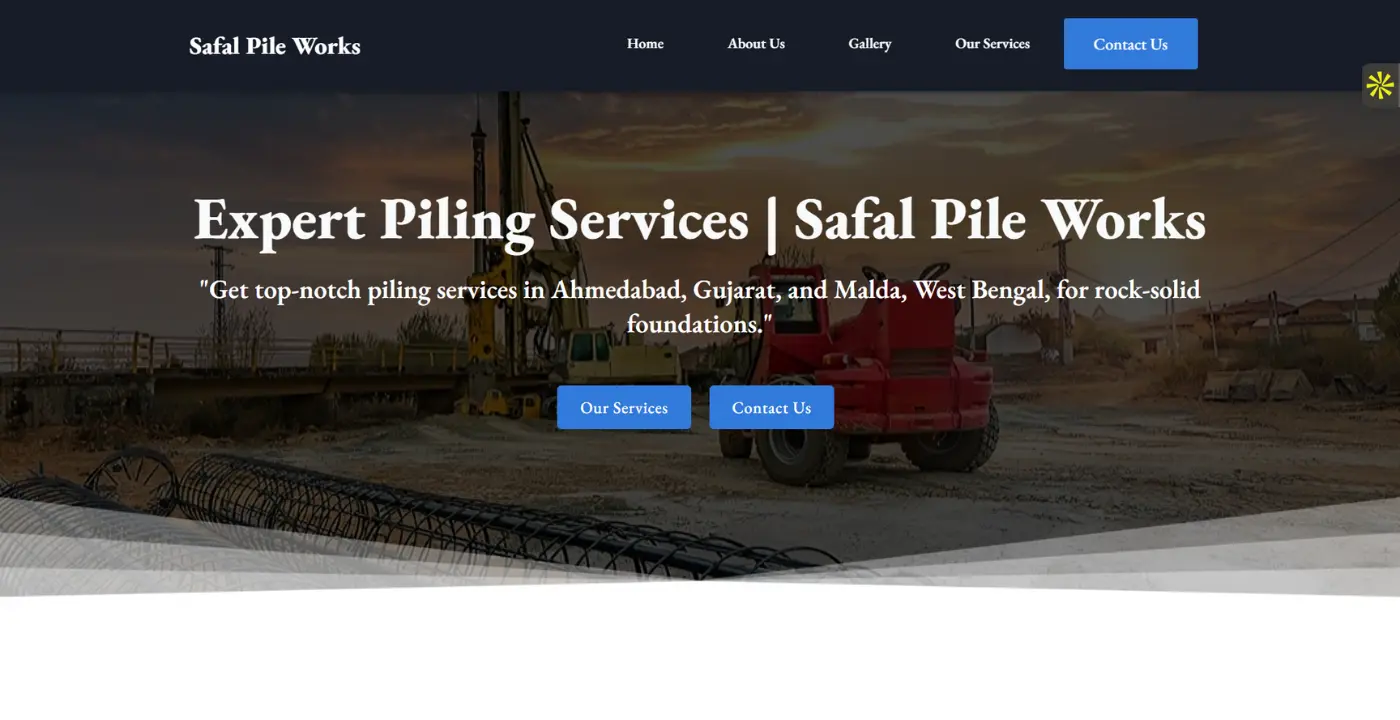 Safal Pile Works
Home
About Us
Gallery
Our Services
Contact Us
Expert Piling Services | Safal Pile Works
"Get top-notch piling services in Ahmedabad, Gujarat, and Malda, West Bengal, for rock-solid
foundations."
Our Services
Contact Us